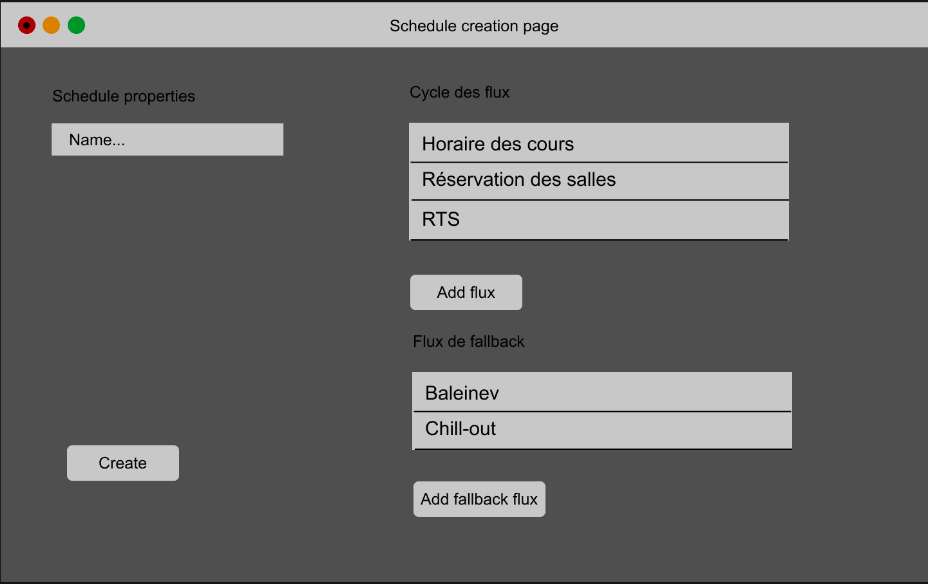 Schedule creation page
Schedule properties
Name...
Create
Cycle des flux
Horaire des cours
Réservation des salles
RTS
Add flux
Flux de fallback
Baleinev
Chill-out
Add fallback flux